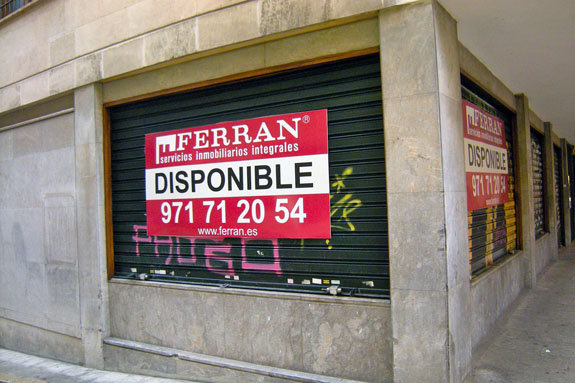 FERRAN®
servicios inmobiliarios integrales
DISPONIBLE
971 71 20 54
www.ferran.es
FERRAN
DISPONIBLE
971 71 20 54